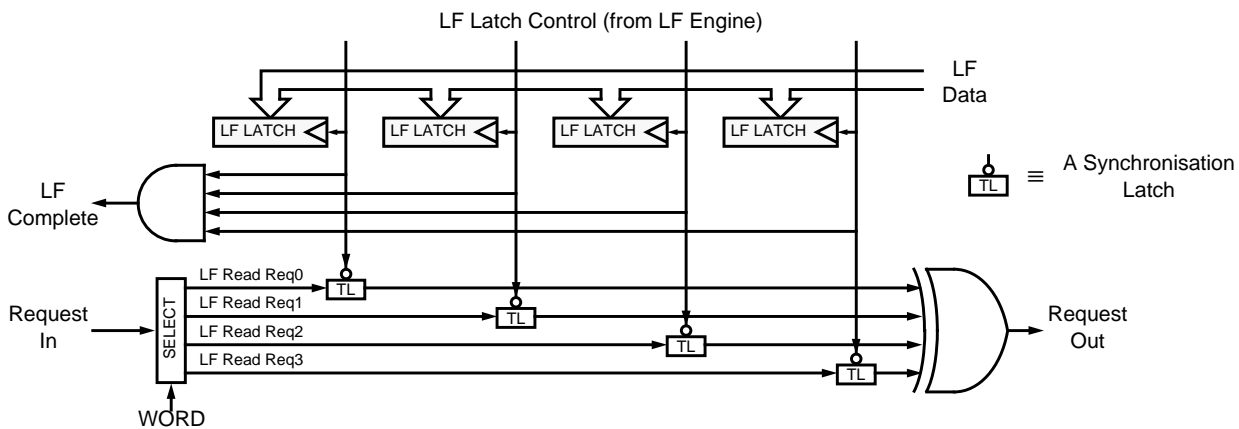 LF Latch Control (from LF Engine)
LF
Data
LF LATCH
LF LATCH
LF LATCH
LF LATCH
LF
Complete
TL
≡
A Synchronisation
Latch
Request
In
SELECT
WORD
LF Read Req0
LF Read Req1
LF Read Req2
LF Read Req3
TL
TL
TL
TL
Request
Out